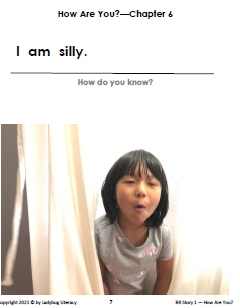 How Are You?—Chapter 6
I am silly.
How do you know?
opyright 2021 © by Ladybug Literacy 7 BR Story 1 — How Are You?